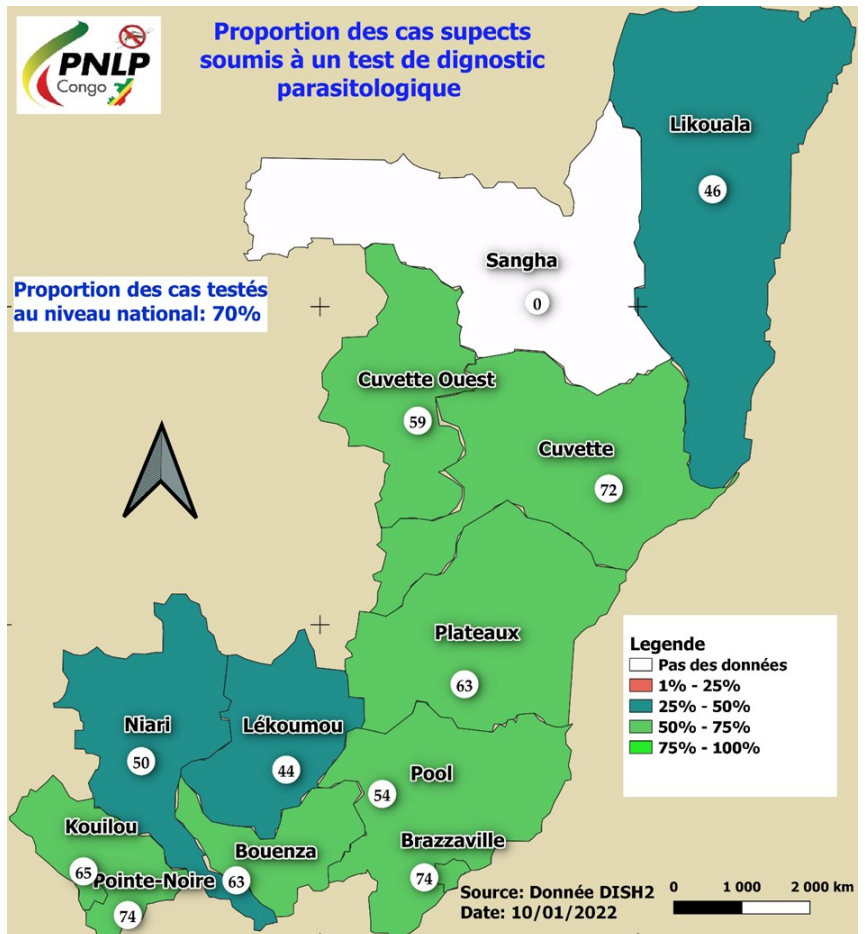 PNLP
Congo
Proportion des cas supects
soumis à un test de dignostic
parasitologique
Likouala
46
Sangha
0
Proportion des cas testés
au niveau national: 70%
Cuvette Ouest
59
Cuvette
72
Plateaux
63
Legende
Pas des données
1% - 25%
25% - 50%
50% - 75%
75% - 100%
Niari
50
Lékoumou
44
Pool
54
Kouilou
65
Bouenza
63
Brazzaville
74
Pointe-Noire
74
Source: Donnée DISH2
Date: 10/01/2022
0 1 000 2 000 km